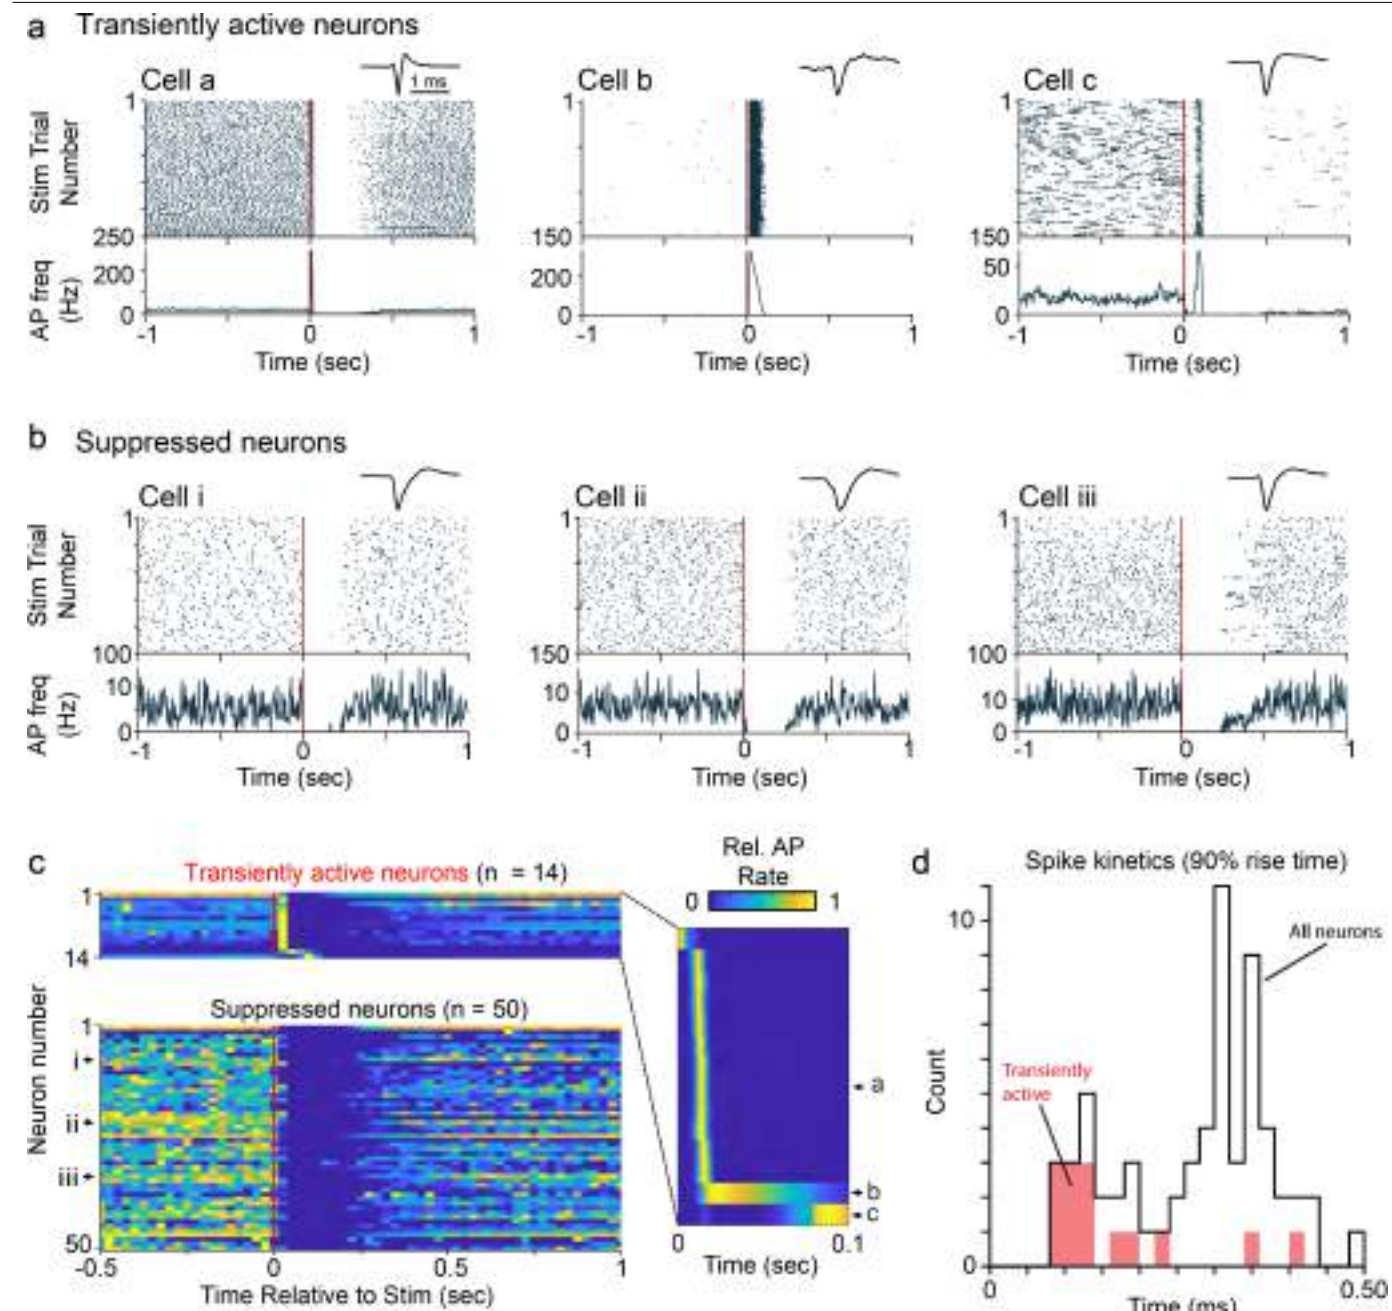 a Transiently active neurons
Cell a
1 ms
Cell b
Cell c
Stim Trial
Number
1
250
1
150
1
150
AP freq
(Hz)
200
0
200
0
50
0
-1 0 1
-1 0 1
-1 0 1
Time (sec)
Time (sec)
Time (sec)
b Suppressed neurons
Cell i
Cell ii
Cell iii
Stim Trial
Number
1
100
1
150
1
100
AP freq
(Hz)
10
0
10
0
10
0
-1 0 1
-1 0 1
-1 0 1
Time (sec)
Time (sec)
Time (sec)
c
Transiently active neurons (n = 14)
1
14
Suppressed neurons (n = 50)
Neuron number
1
i
ii
iii
50
-0.5 0 0.5 1
Time Relative to Stim (sec)
Rel. AP
Rate
0 1
a
b
c
0 0.1
Time (sec)
d
Spike kinetics (90% rise time)
10
All neurons
Transiently
active
Count
0
0 0.50
Time (ms)